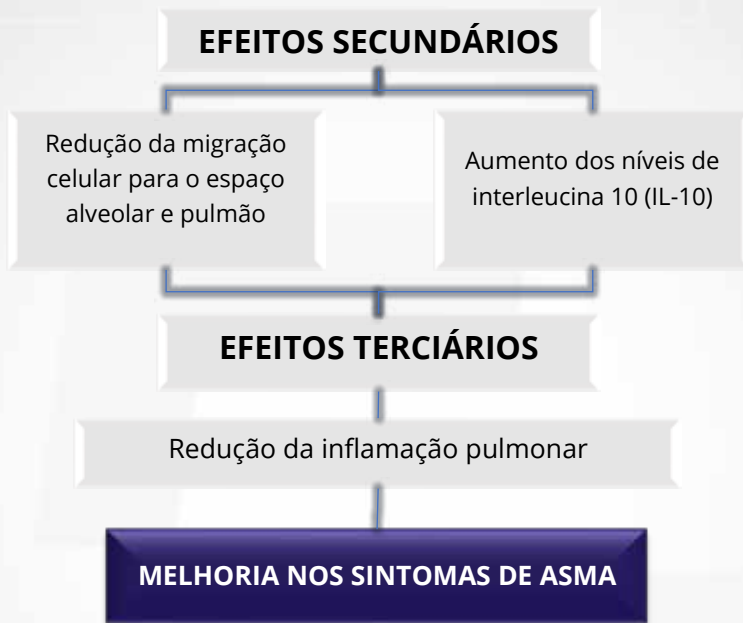 EFEITOS SECUNDÁRIOS
Redução da migração
celular para o espaço
alveolar e pulmão
Aumento dos níveis de
interleucina 10 (IL-10)
EFEITOS TERCIÁRIOS
Redução da inflamação pulmonar
MELHORIA NOS SINTOMAS DE ASMA